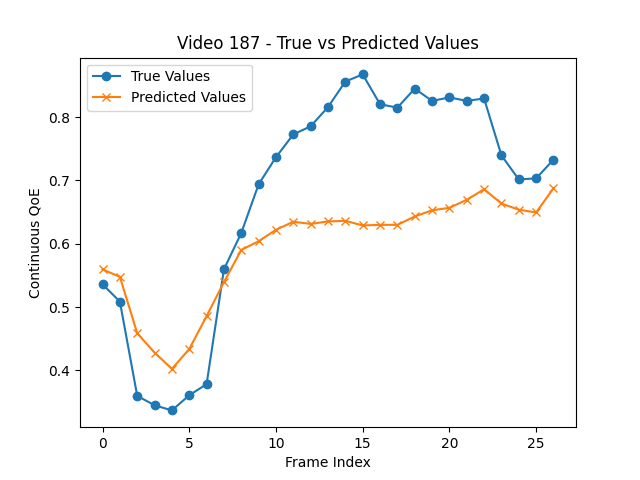 Video 187 - True vs Predicted Values
True Values
Predicted Values
Continuous QoE
0.8
0.7
0.6
0.5
0.4
0 5 10 15 20 25
Frame Index